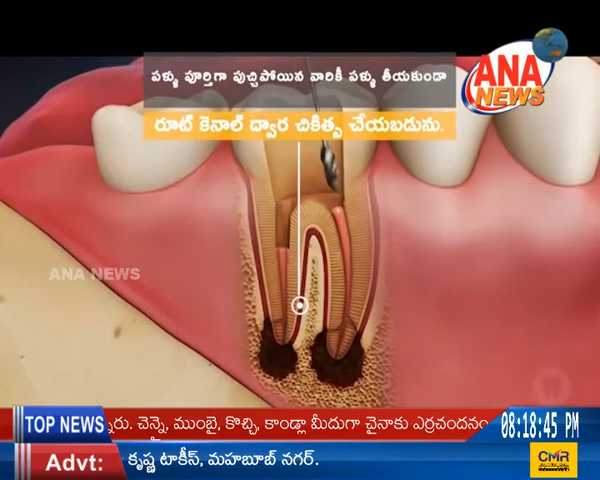 పళ్ళు పూర్తిగా పుచ్చిపోయిన వారికీ పళ్ళు తీయకుండా
రూట్ కెనాల్ ద్వార చికిత్స చేయబడును.
ANA
NEWS
ANA NEWS
TOP NEWS
న్నారు. చెన్నై, ముంబై, కొచ్చి, కాండ్లా మీదుగా చైనాకు ఎర్రచందనం
08:18:45 PM
Advt:
కృష్ణ టాకీస్, మహబూబ్ నగర్.
CMR